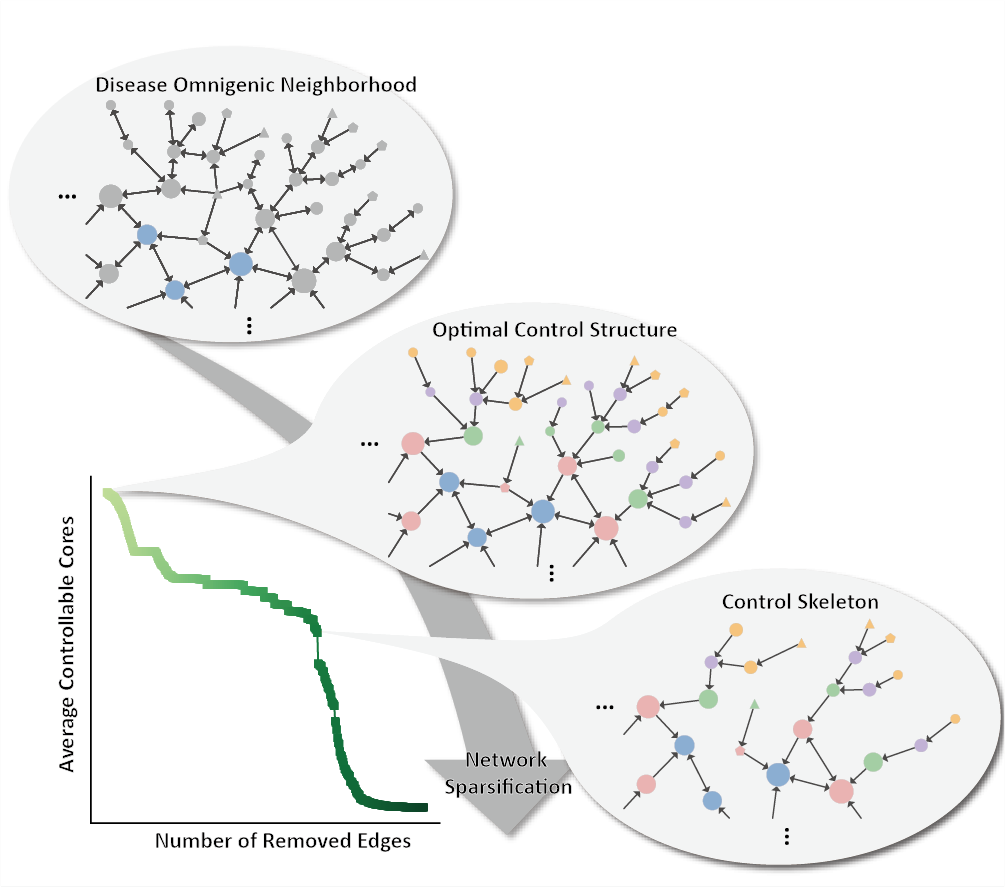 Disease Omnigenic Neighborhood
...
...
Optimal Control Structure
...
...
Control Skeleton
...
...
Average Controllable Cores
Network
Sparsification
Number of Removed Edges